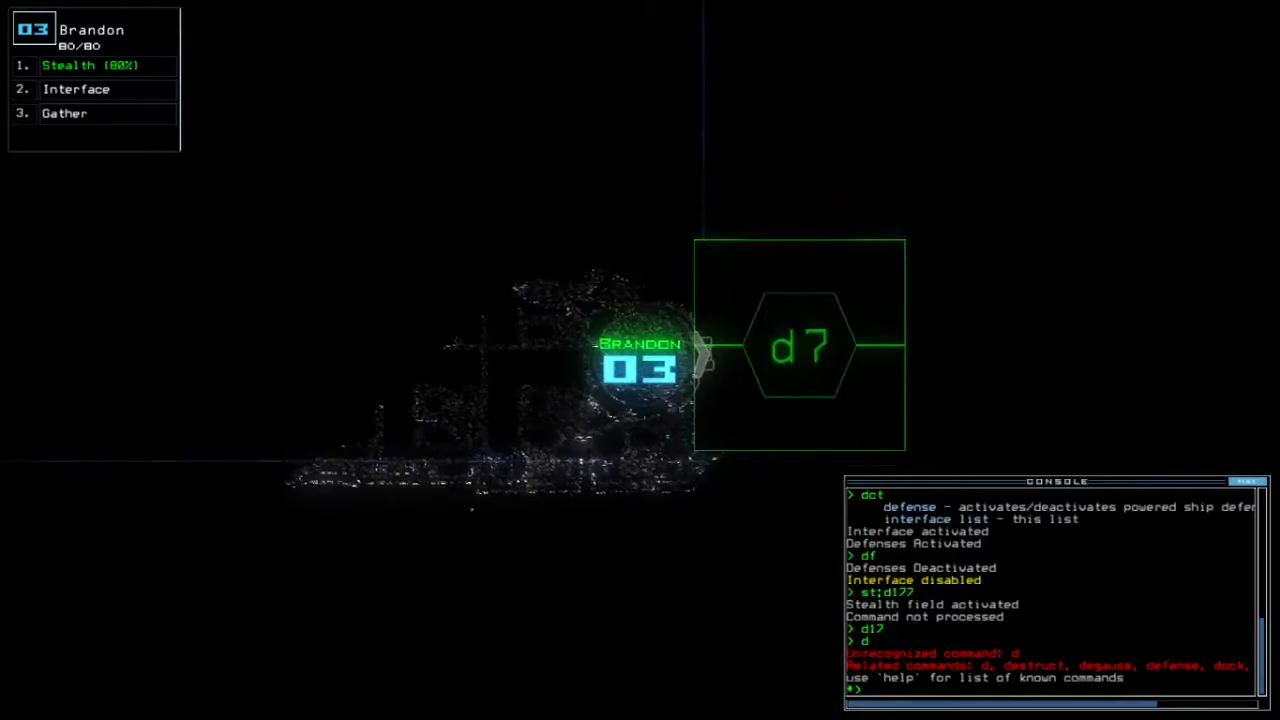 03 Brandon
80/80
1. Stealth (80%)
2. Interface
3. Gather
BRANDON
03
d7
CONSOLE
> dct
defense - activates/deactivates powered ship defen
interface list - this list
Interface activated
Defenses Activated
> df
Defenses Deactivated
Interface disabled
> st;d177
Stealth field activated
Command not processed
> d17
> d
Unrecognized command: d
Related commands: d, destruct, degauss, defense, dock,
use `help` for list of known commands
*>